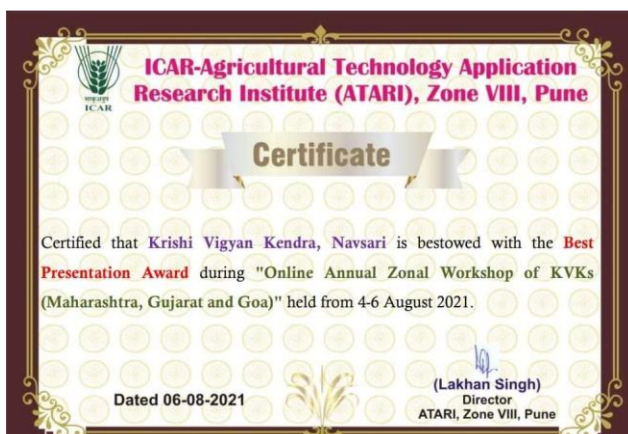 ICAR-Agricultural Technology Application
Research Institute (ATARI), Zone VIII, Pune
ICAR
Certificate
Certified that Krishi Vigyan Kendra, Navsari is bestowed with the Best
Presentation Award during "Online Annual Zonal Workshop of KVKs
(Maharashtra, Gujarat and Goa)" held from 4-6 August 2021.
(Lakhan Singh)
Dated 06-08-2021
Director
ATARI, Zone VIII, Pune